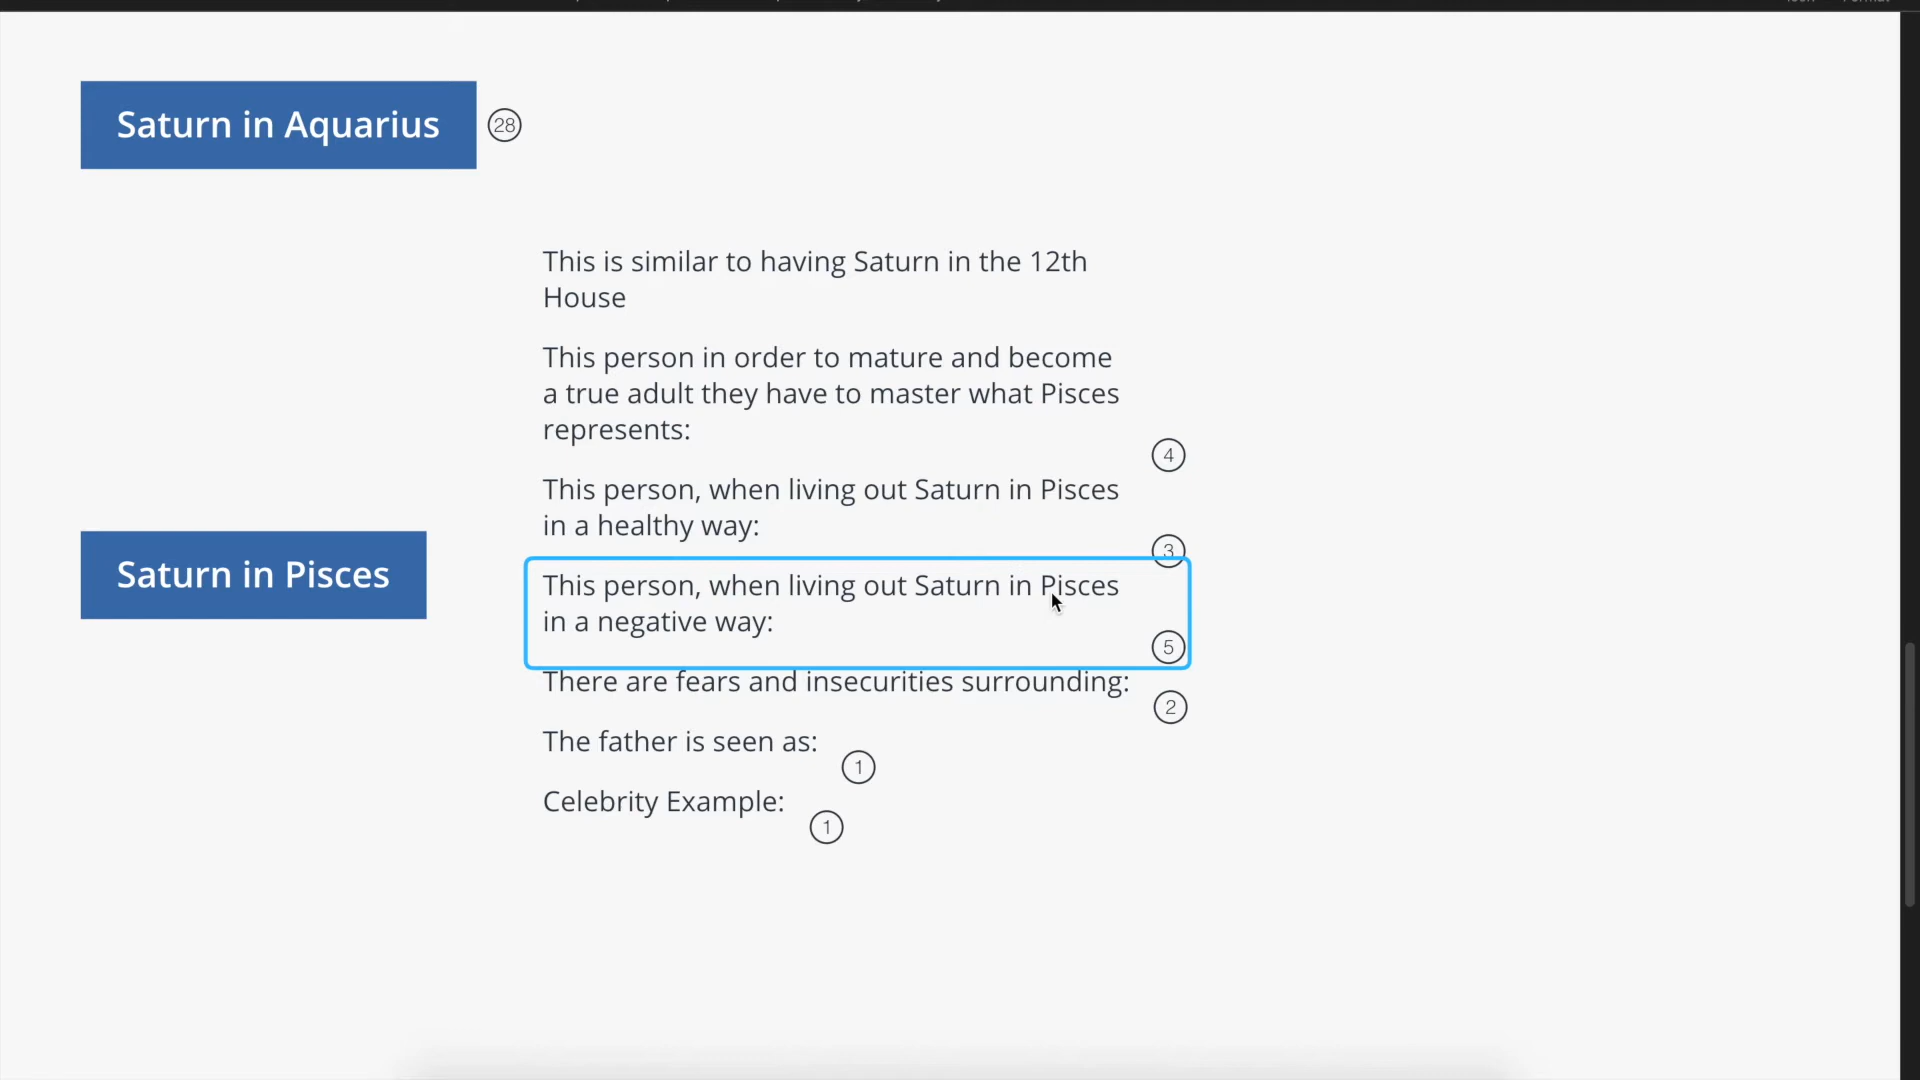 Saturn in Aquarius
28
This is similar to having Saturn in the 12th
House
This person in order to mature and become
a true adult they have to master what Pisces
represents:
4
This person, when living out Saturn in Pisces
in a healthy way:
3
Saturn in Pisces
This person, when living out Saturn in Pisces
in a negative way:
5
There are fears and insecurities surrounding:
2
The father is seen as:
1
Celebrity Example:
1